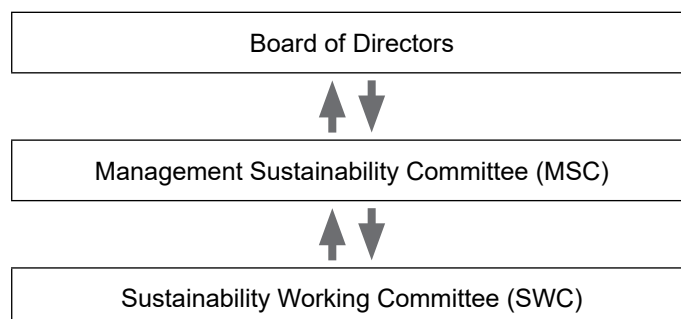 Board of Directors
Management Sustainability Committee (MSC)
Sustainability Working Committee (SWC)